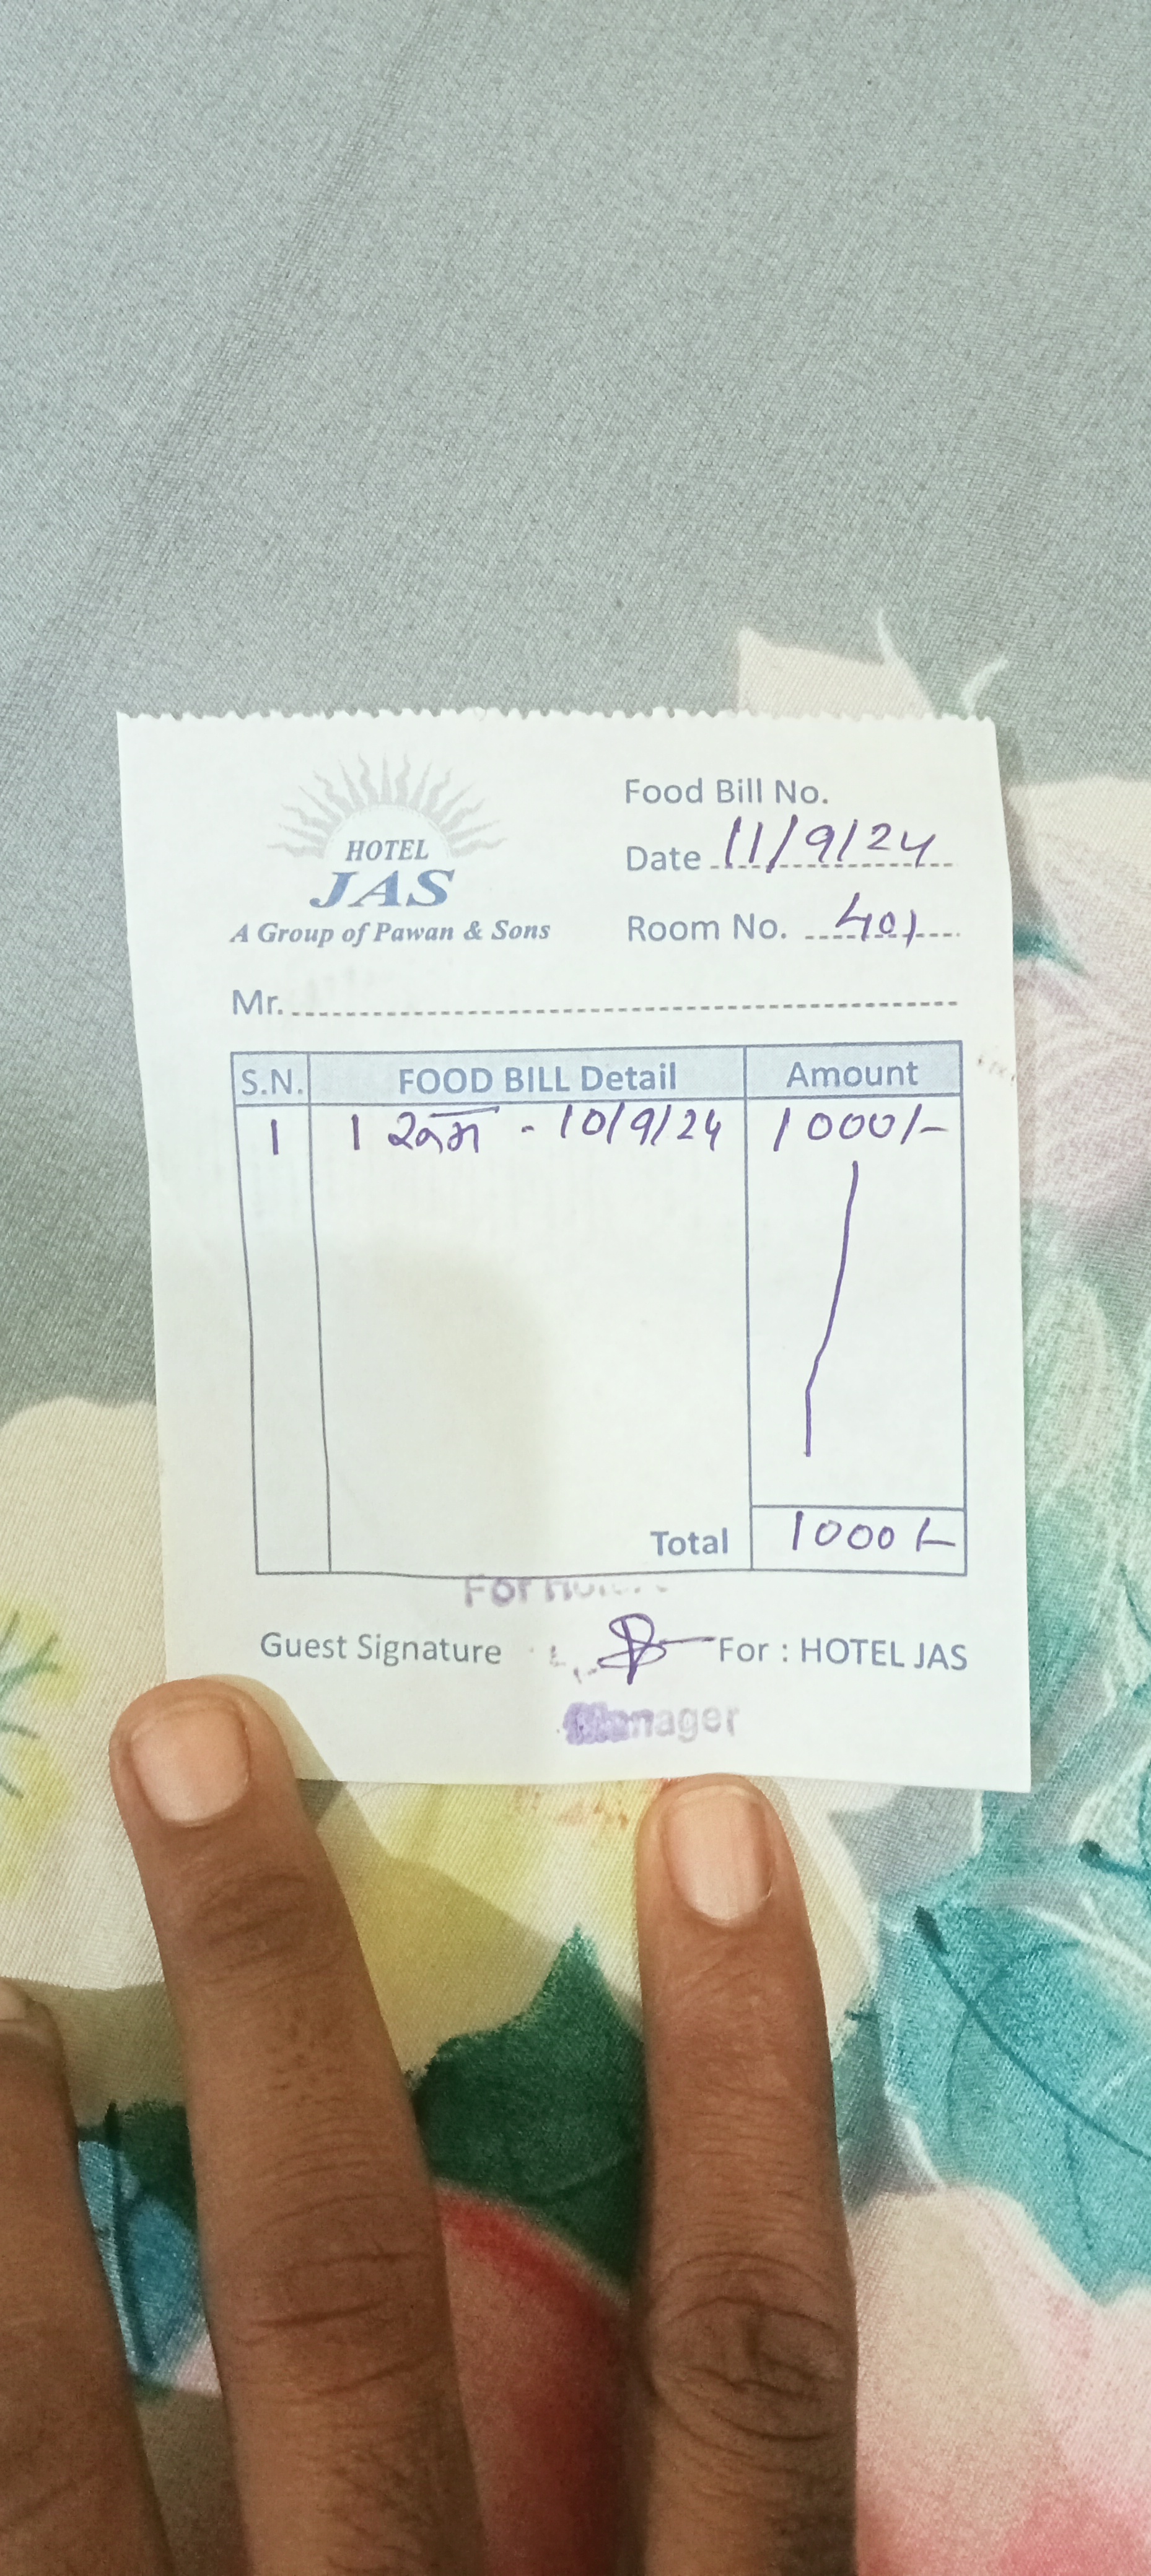 HOTEL
JAS
A Group of Pawan & Sons
Food Bill No.
Date 11/9/24
Room No. 401
Mr.
S.N. FOOD BILL Detail Amount
1 1 रुम - 10/9/24 1000/-
Total 1000/-
For
Guest Signature For : HOTEL JAS
Manager